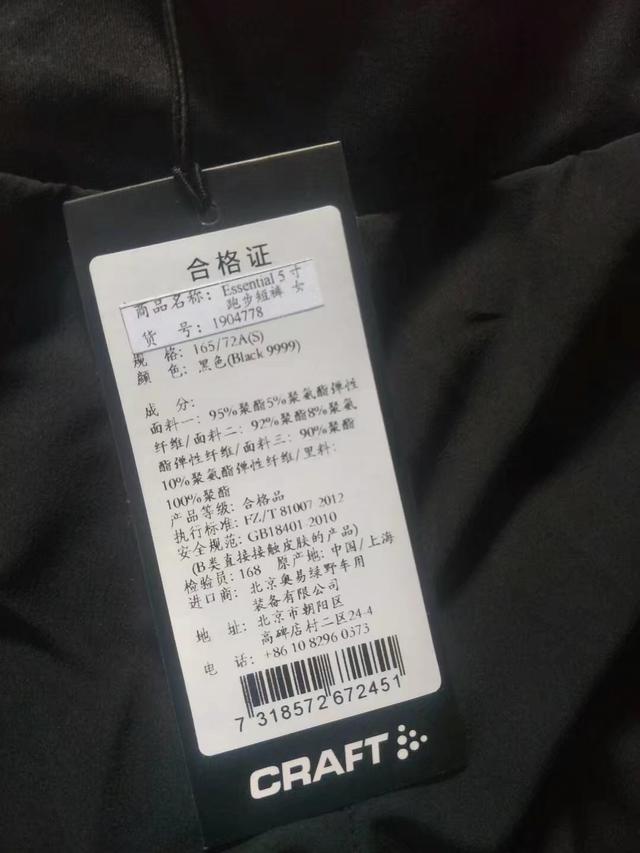 合格证
商品名称: Essential 5 寸
跑步短裤 女
货 号: 1904778
规 格: 165/72A(S)
颜 色: 黑色(Black 9999)
成 分:
面料一: 95%聚酯5%聚氨酯弹性
纤维/面料二: 92%聚酯8%聚氨
酯弹性纤维/面料三: 90%聚酯
10%聚氨酯弹性纤维/里料:
100%聚酯
产品等级: 合格品
执行标准: FZ/T 81007-2012
安全规范: GB18401-2010
(B类直接接触皮肤的产品)
检验员: 168 原产地: 中国/上海
进口商: 北京奥易绿野车用
装备有限公司
地 址: 北京市朝阳区
高碑店村二区24-4
电 话: +86 10 8296 0373
7 318572 672451
CRAFT